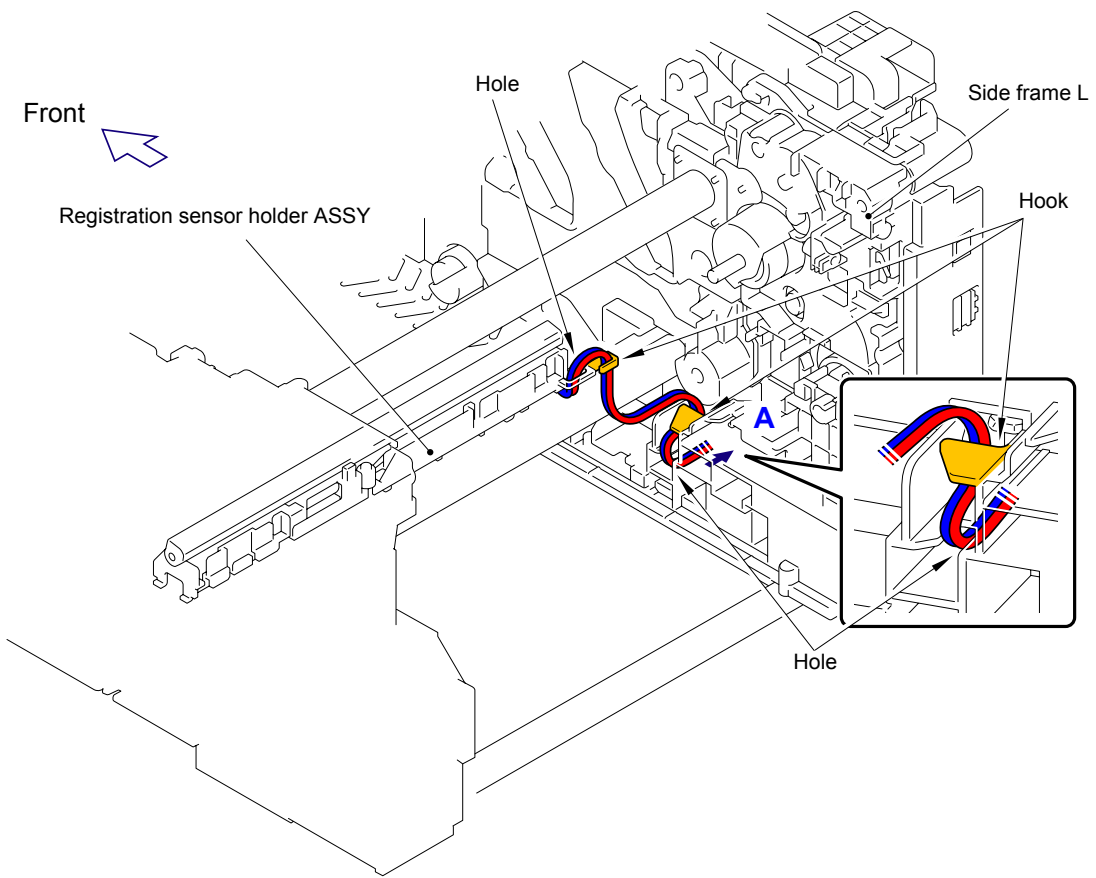 Hole
Side frame L
Front
Hook
Registration sensor holder ASSY
A
Hole